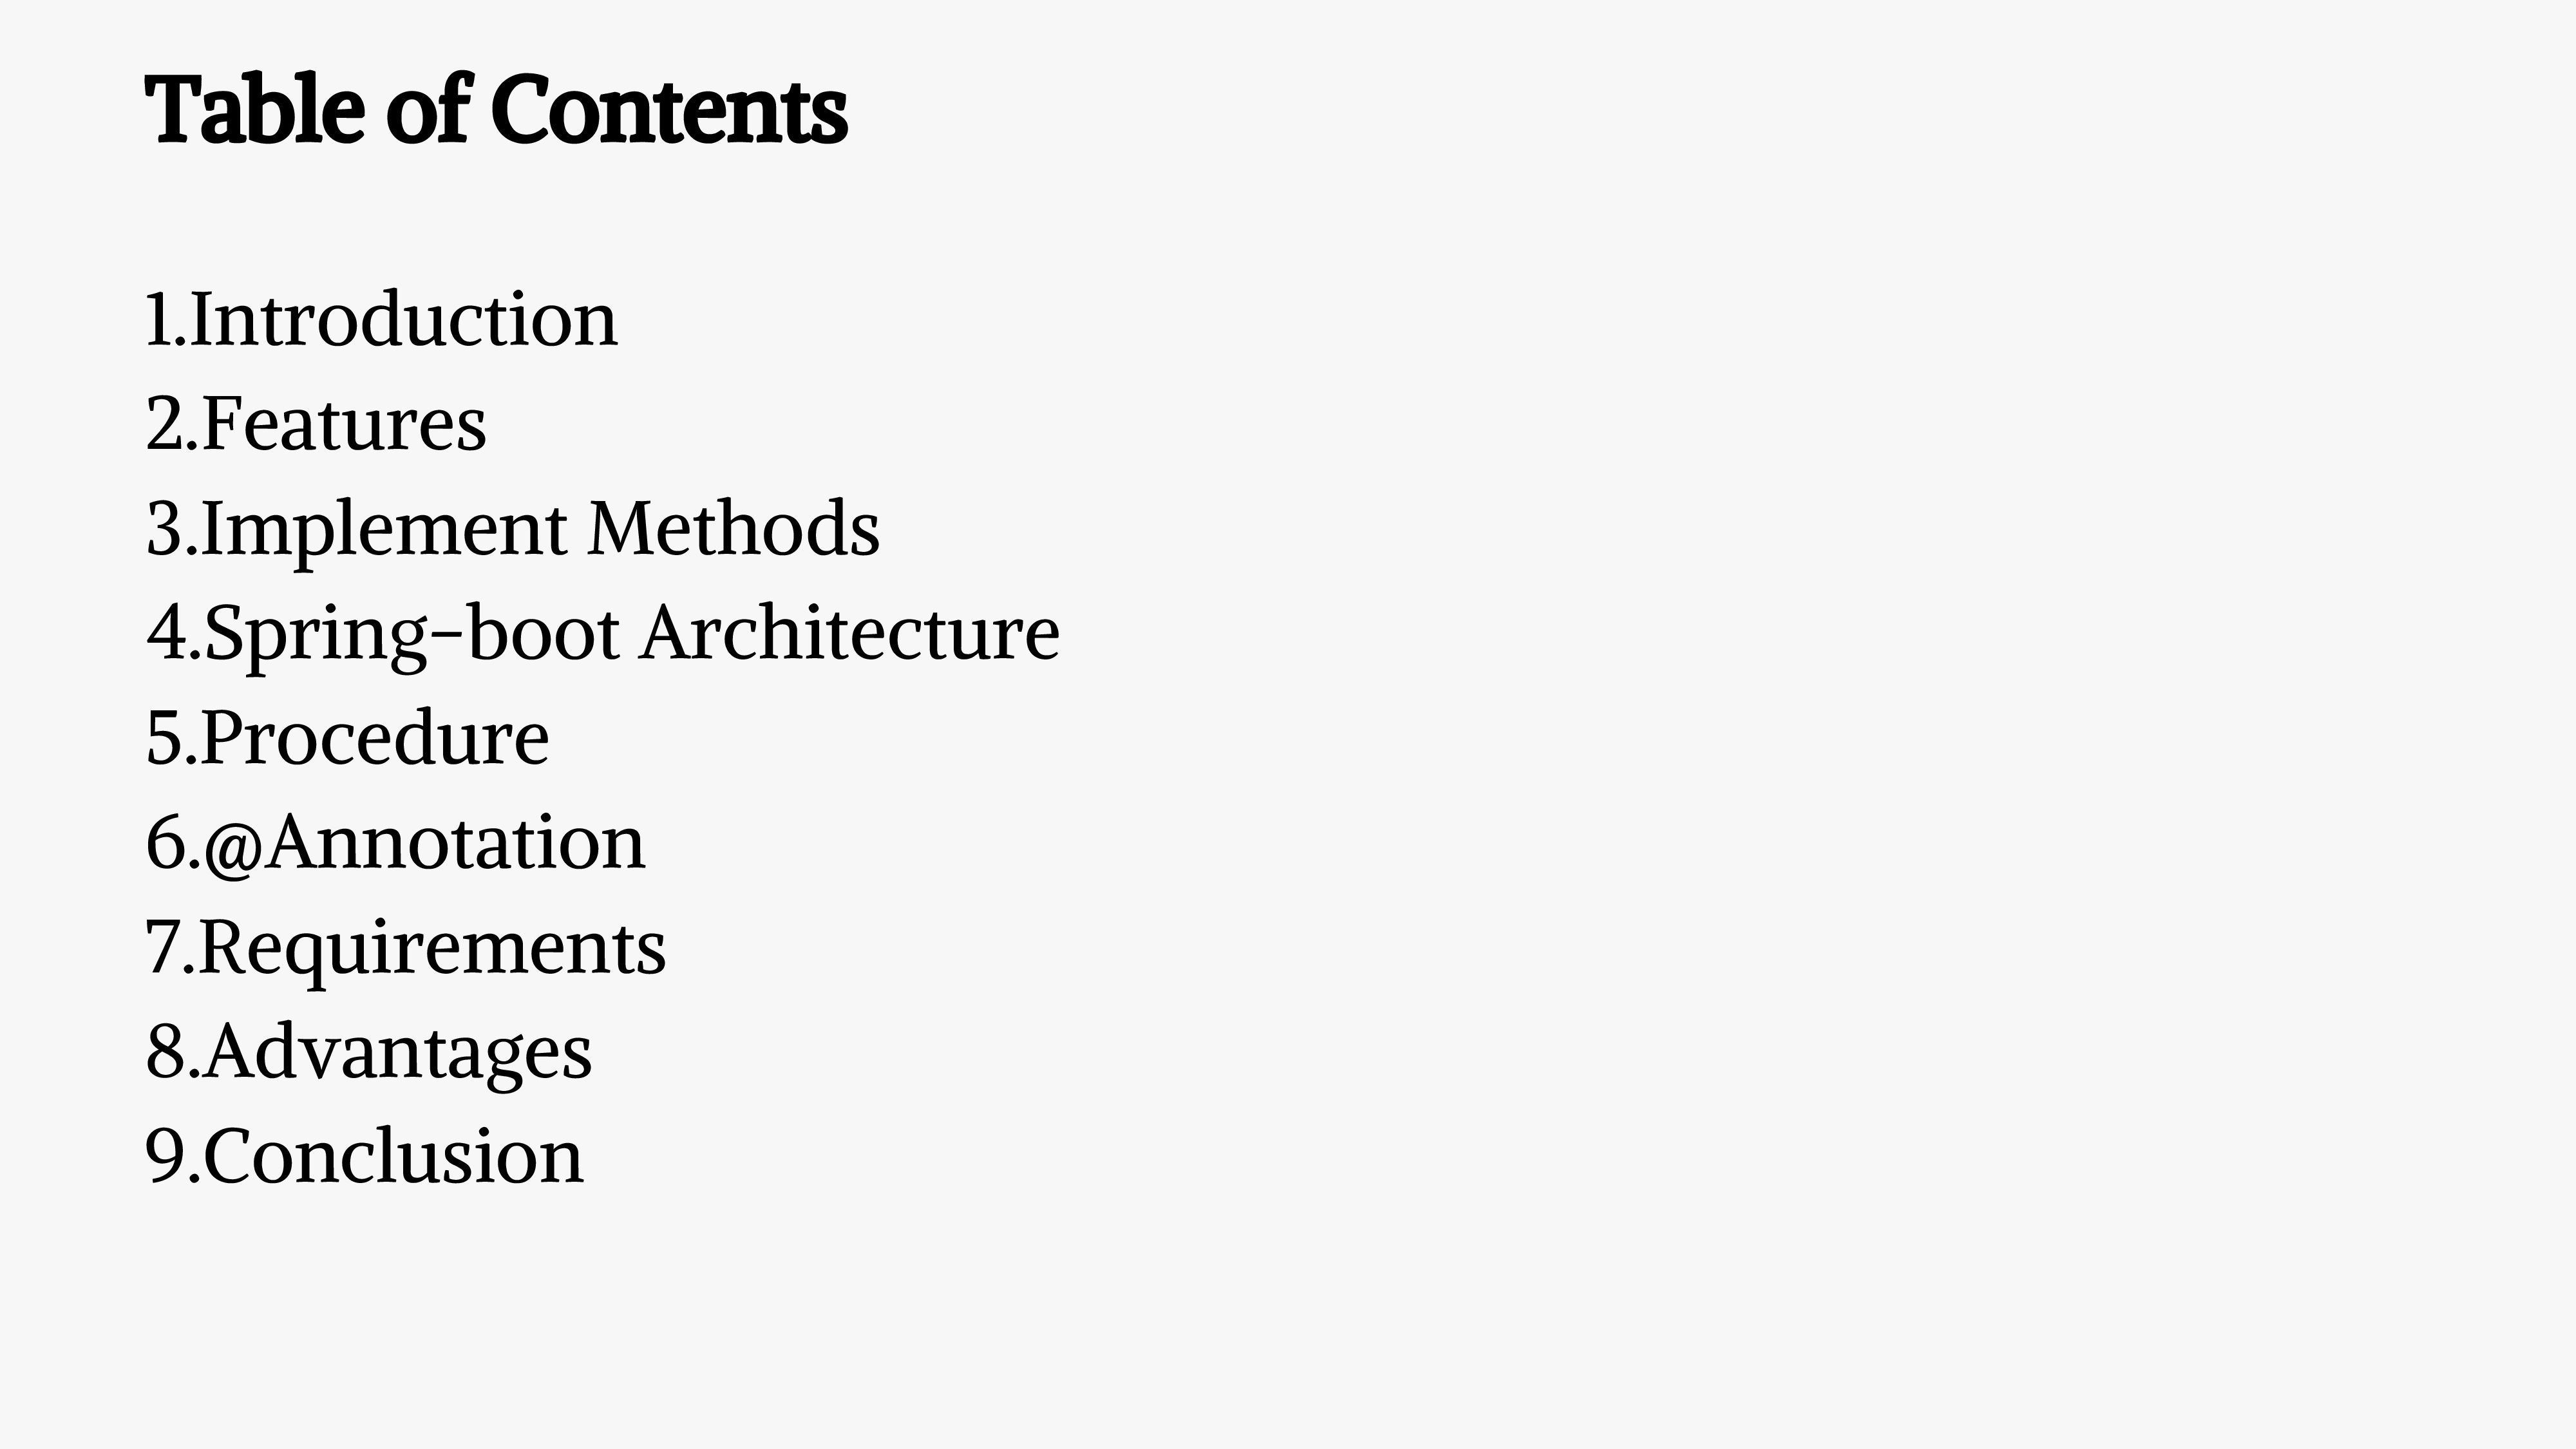 Table of Contents
1.Introduction
2.Features
3.Implement Methods
4.Spring-boot Architecture
5.Procedure
6.@Annotation
7.Requirements
8.Advantages
9.Conclusion